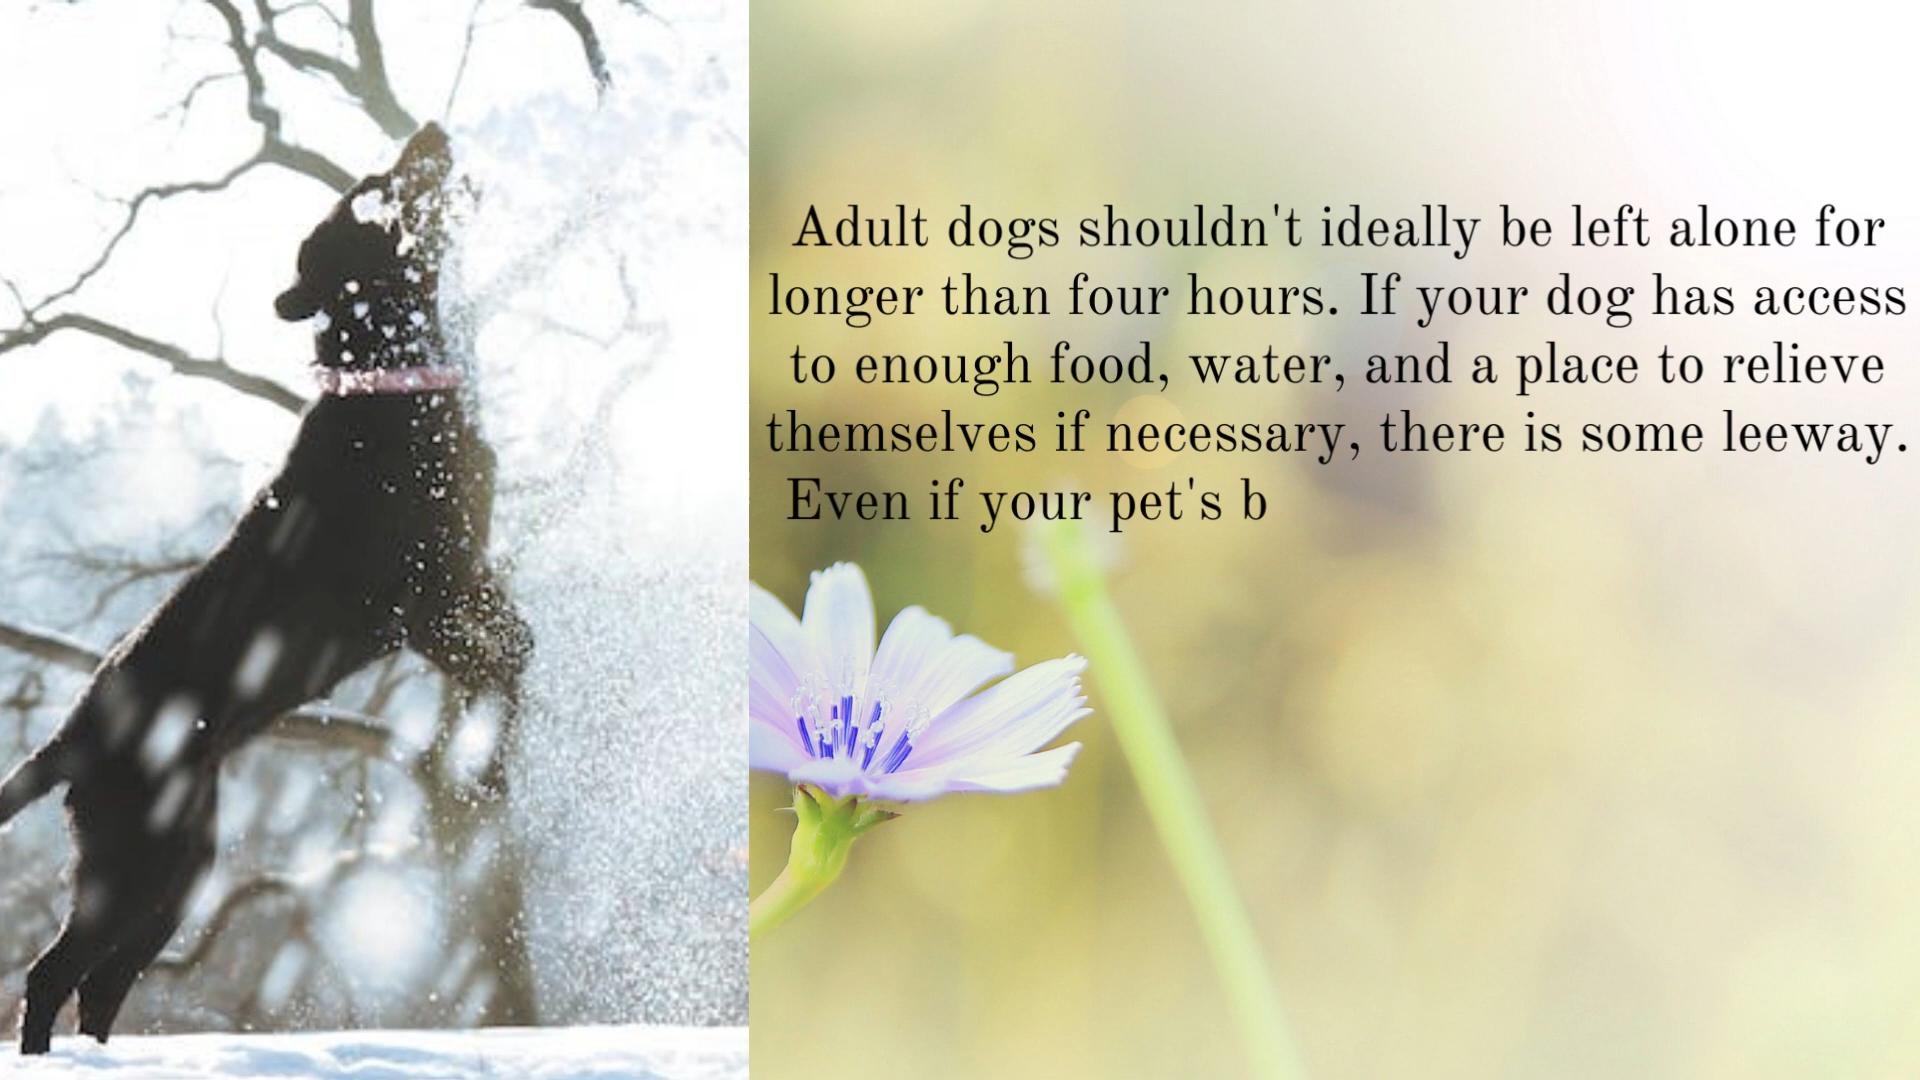 Adult dogs shouldn't ideally be left alone for
longer than four hours. If your dog has access
to enough food, water, and a place to relieve
themselves if necessary, there is some leeway.
Even if your pet's b